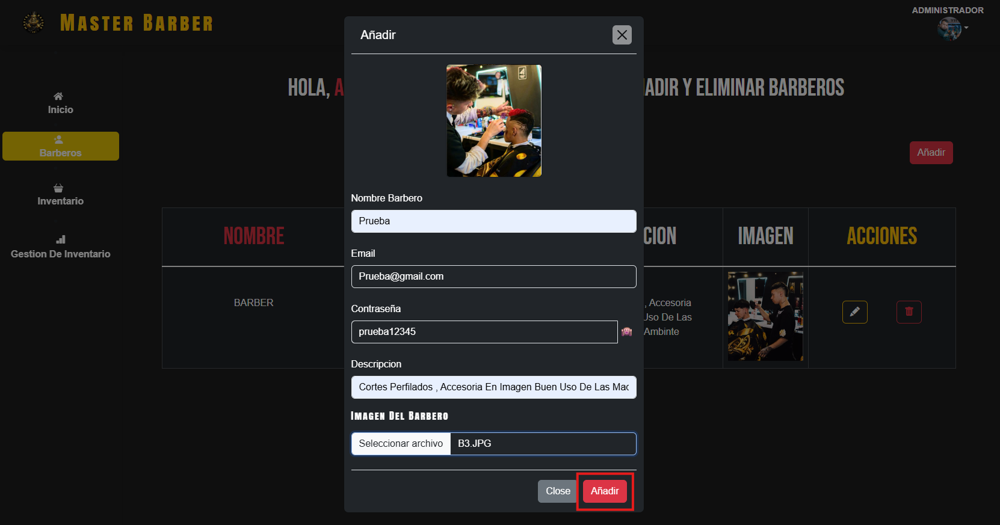 MASTER BARBER
ADMINISTRADOR
Inicio
Barberos
Inventario
Gestion De Inventario
HOLA, A
ADIR Y ELIMINAR BARBEROS
Añadir
NOMBRE
CION
IMAGEN
ACCIONES
BARBER
, Accesoria
Uso De Las
Ambinte
Añadir
Nombre Barbero
Prueba
Email
Prueba@gmail.com
Contraseña
prueba12345
Descripcion
Cortes Perfilados , Accesoria En Imagen Buen Uso De Las Mac
IMAGEN DEL BARBERO
Seleccionar archivo B3.JPG
Close Añadir